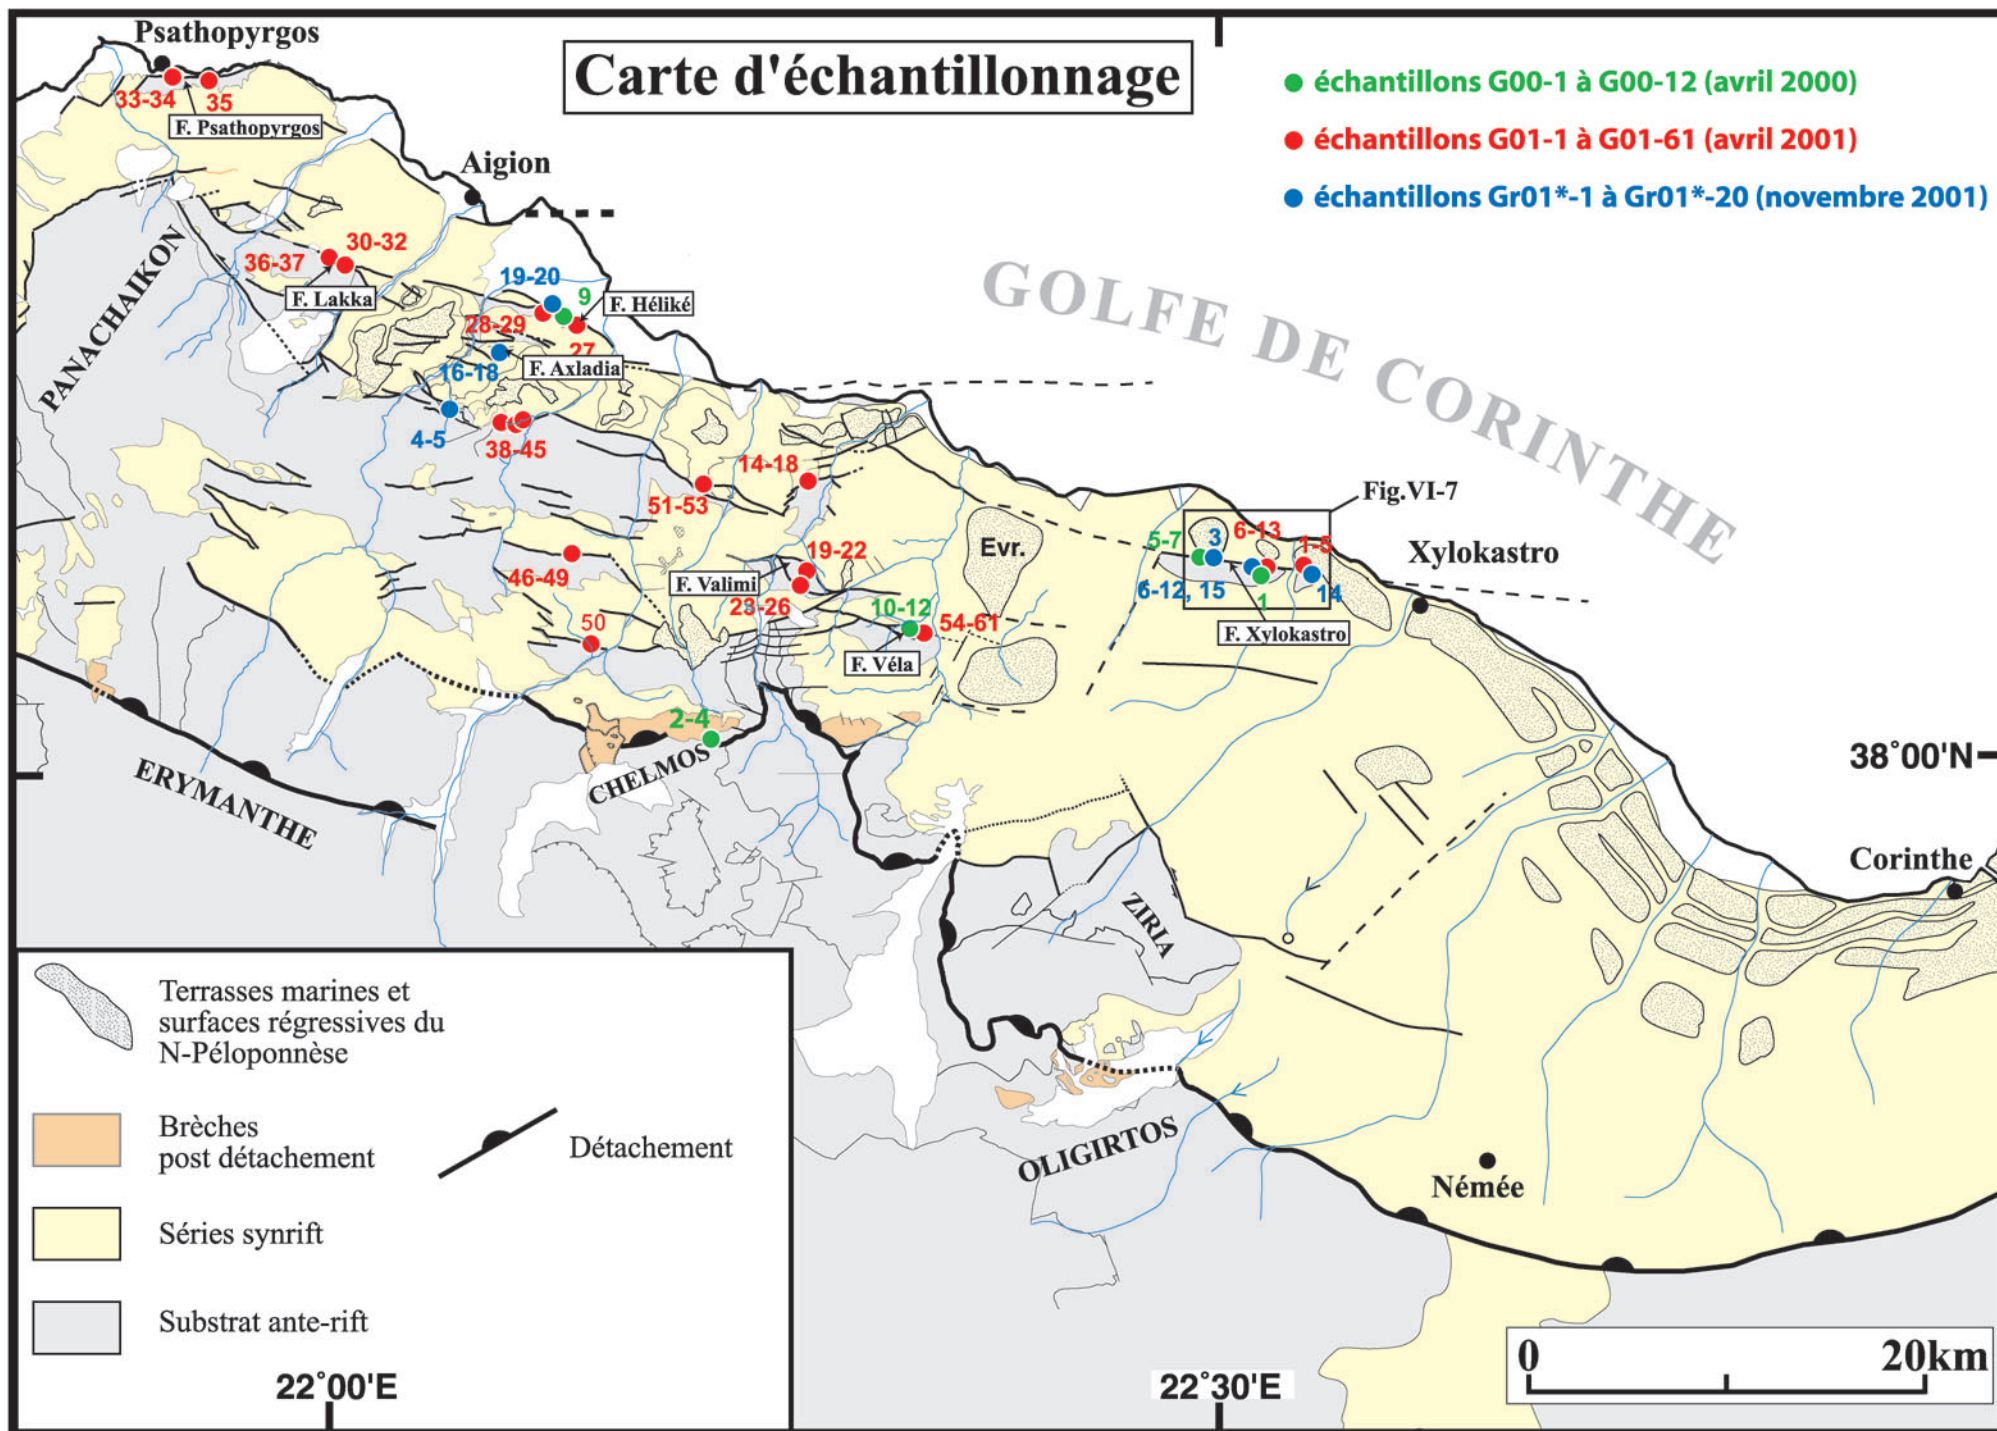 Carte d'échantillonnage
échantillons G00-1 à G00-12 (avril 2000)
échantillons G01-1 à G01-61 (avril 2001)
échantillons Gr01*-1 à Gr01*-20 (novembre 2001)
Psathopyrgos
33-34
35
F. Psathopyrgos
Aigion
30-32
36-37
F. Lakka
PANACHAIKON
19-20
9
F. Héliké
28-29
27
F. Axladia
16-18
4-5
38-45
GOLFE DE CORINTHE
14-18
51-53
Fig.VI-7
Evr.
5-7
3
6-13
1-5
Xylokastro
46-49
19-22
F. Valimi
6-12, 15
1
14
23-26
10-12
54-61
F. Xylokastro
50
F. Véla
2-4
CHELMOS
ERYMANTHE
38°00'N
Corinthe
ZIRIA
OLIGIRTOS
Némée
Terrasses marines et
surfaces régressives du
N-Péloponnèse
Brèches
post détachement
Détachement
Séries synrift
Substrat ante-rift
22°00'E
22°30'E
0
20km